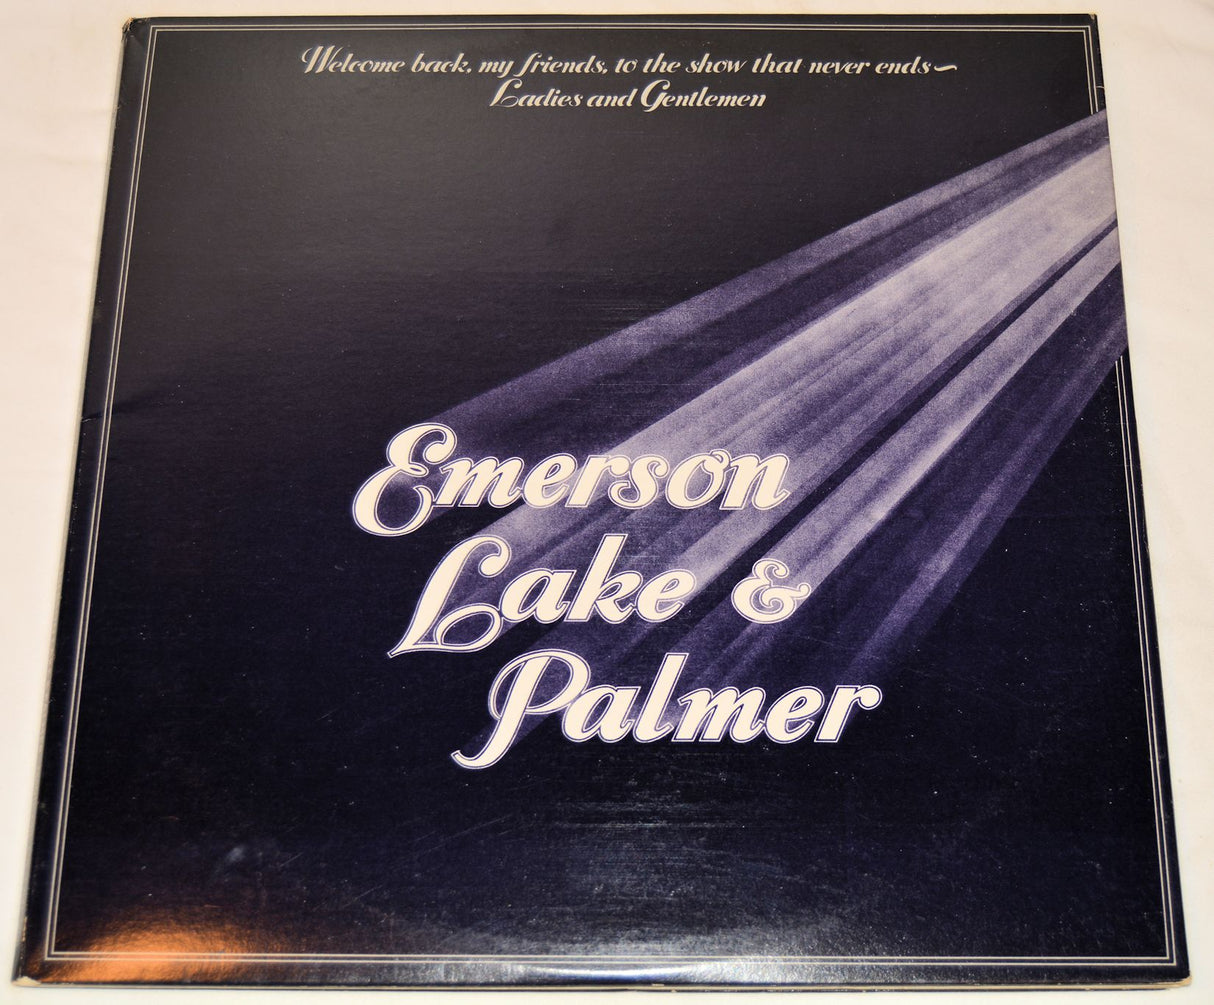 Welcome back, my friends, to the show that never ends~
Ladies and Gentlemen
Emerson
Lake &
Palmer